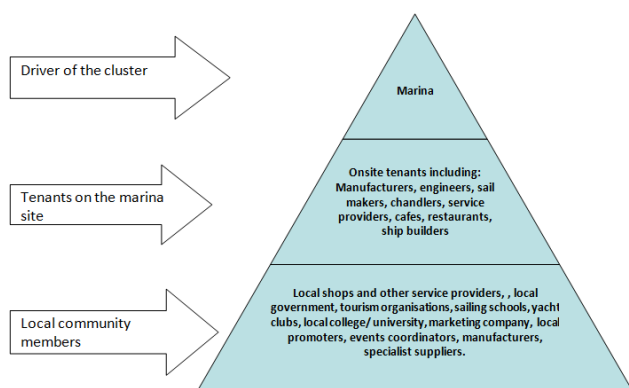 Driver of the cluster
Marina
Tenants on the marina
site
Onsite tenants including:
Manufacturers, engineers, sail
makers, chandlers, service
providers, cafes, restaurants,
ship builders
Local community
members
Local shops and other service providers, , local
government, tourism organisations, sailing schools, yacht
clubs, local college/ university, marketing company, local
promoters, events coordinators, manufacturers,
specialist suppliers.